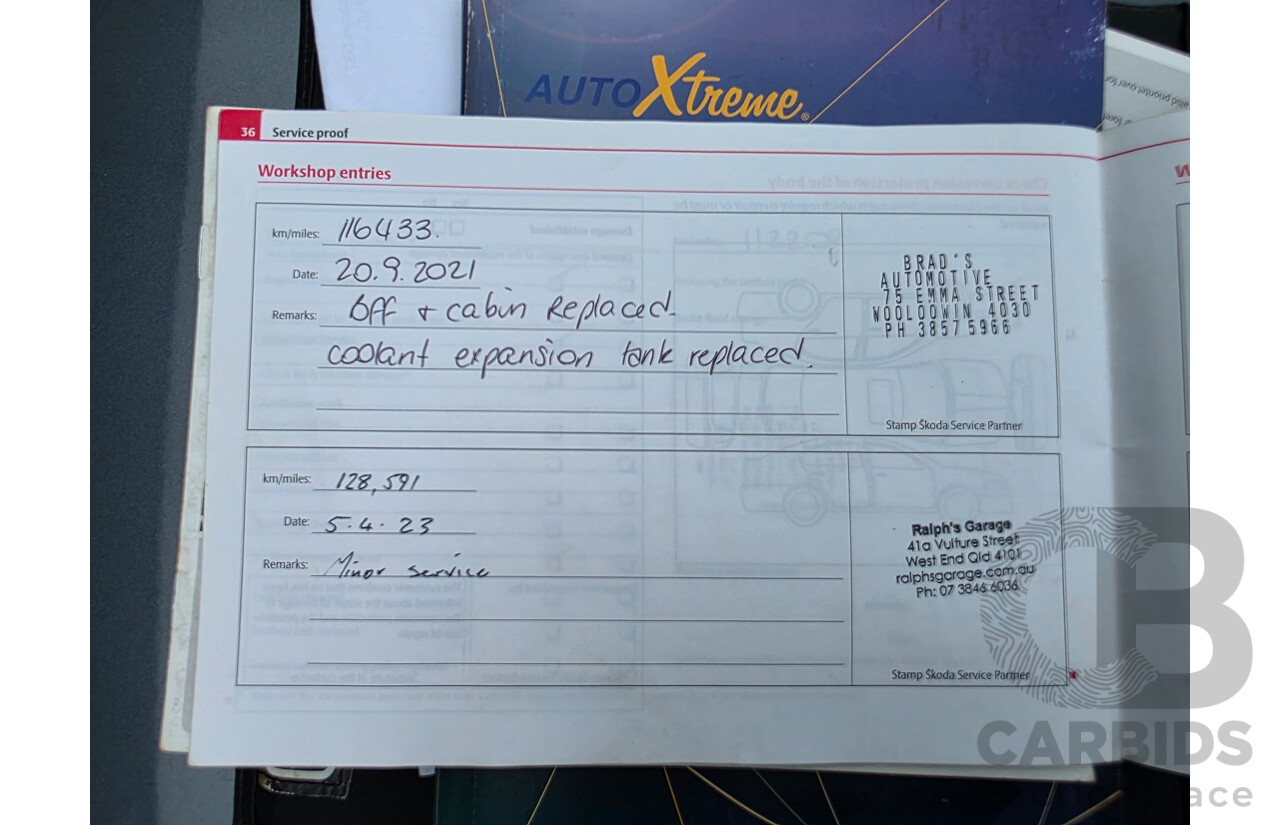 AUTOXtreme®
36 Service proof
Workshop entries
km/miles: 116433.
Date: 20.9.2021
Remarks: Off + cabin Replaced.
coolant expansion tank replaced.
BRAD'S
AUTOMOTIVE
75 EMMA STREET
WOOLOOWIN 4030
PH 3857 5966
Stamp Škoda Service Partner
km/miles: 128,591
Date: 5.4.23
Remarks: Minor service
Ralph's Garage
41a Vulture Street
West End Qld 4101
ralphsgarage.com.au
Ph: 07 3846 6036
Stamp Škoda Service Partner
CARBIDS
ace